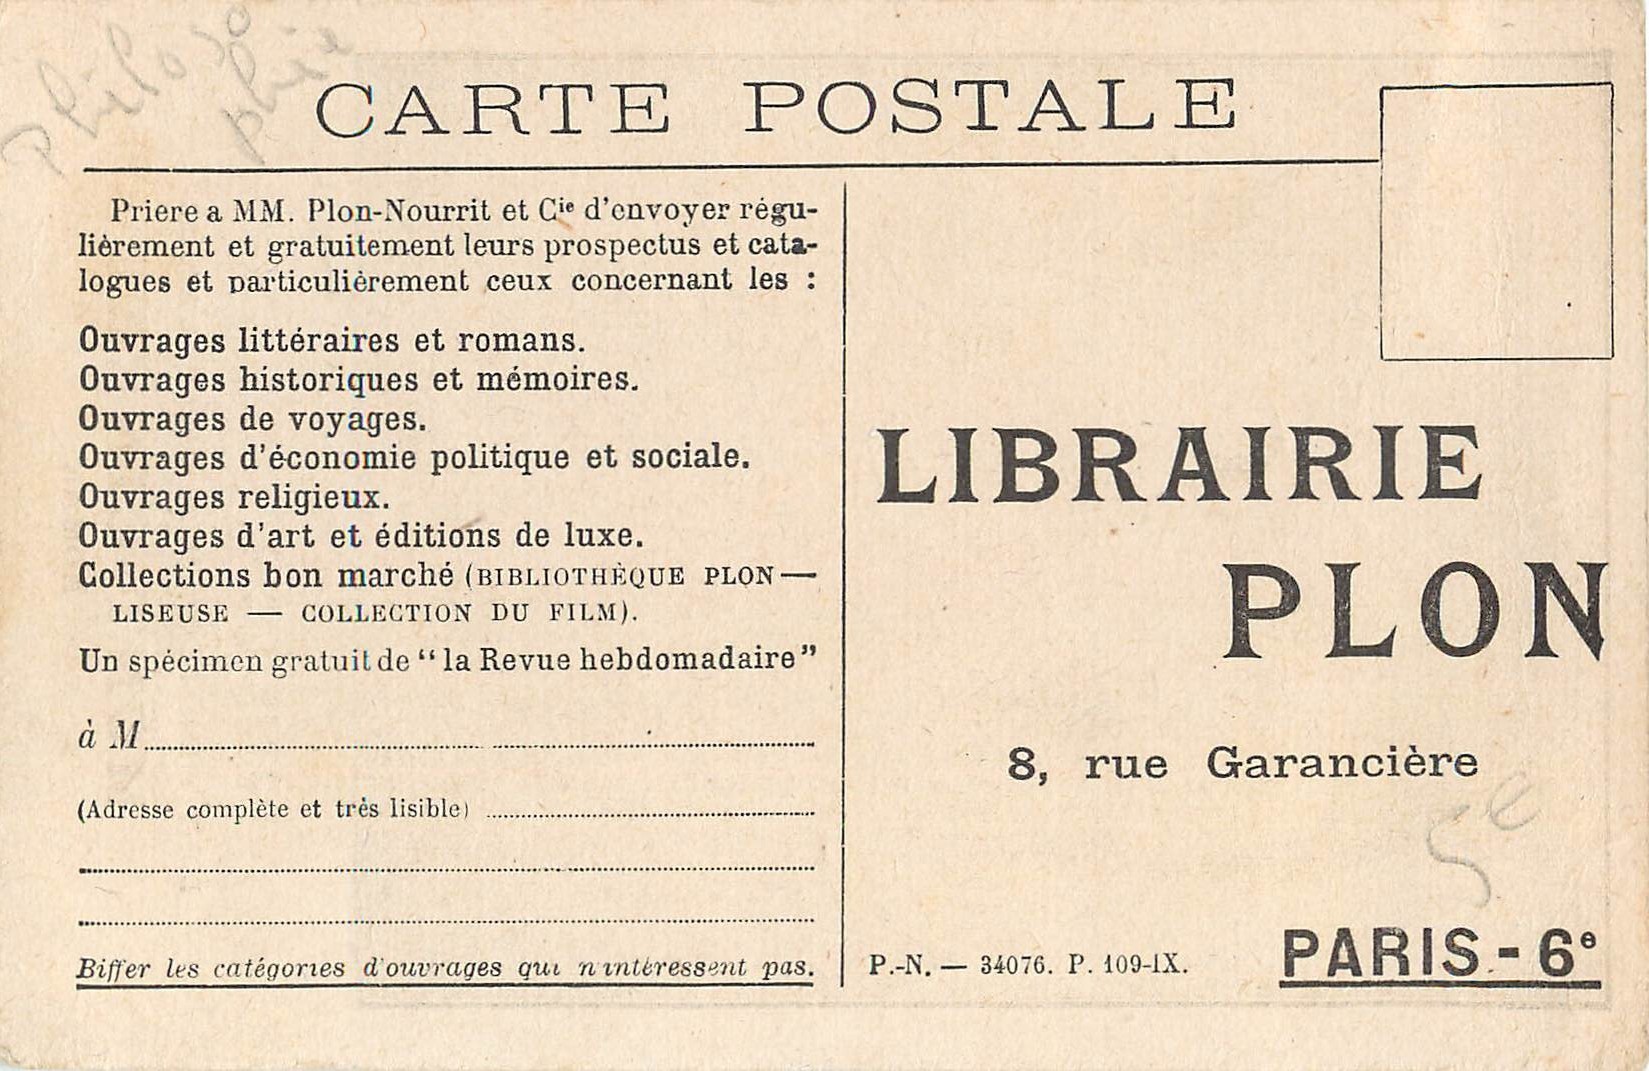 Philoso
phie
CARTE POSTALE
Priere a MM. Plon-Nourrit et Cie d'envoyer régu-
lièrement et gratuitement leurs prospectus et cata-
logues et particulièrement ceux concernant les :
Ouvrages littéraires et romans.
Ouvrages historiques et mémoires.
Ouvrages de voyages.
Ouvrages d'économie politique et sociale.
Ouvrages religieux.
Ouvrages d'art et éditions de luxe.
Collections bon marché (BIBLIOTHÈQUE PLON —
LISEUSE — COLLECTION DU FILM).
Un spécimen gratuit de “la Revue hebdomadaire”
à M
(Adresse complète et très lisible)
Biffer les catégories d'ouvrages qui n'intéressent pas.
LIBRAIRIE
PLON
8, rue Garancière
5e
PARIS - 6e
P.-N. — 34076. P. 109-IX.